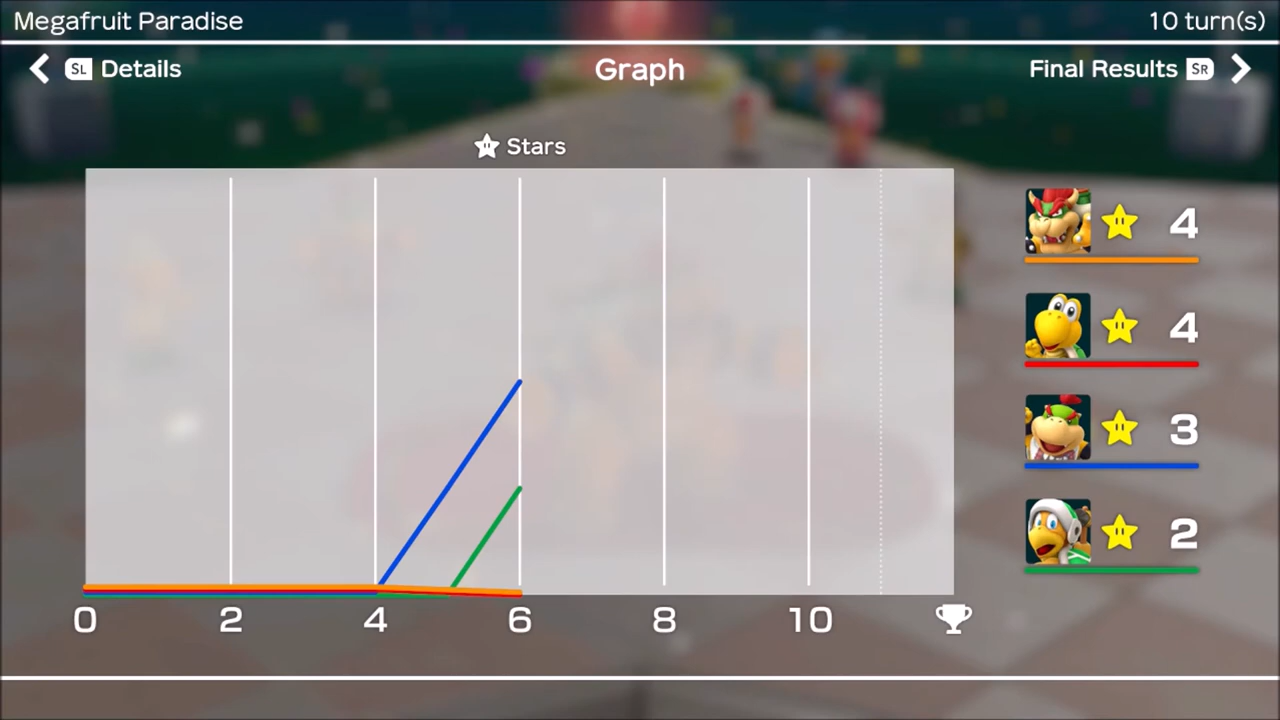 Megafruit Paradise 10 turn(s)
SL Details Graph Final Results SR
Stars
4
4
3
2
0 2 4 6 8 10